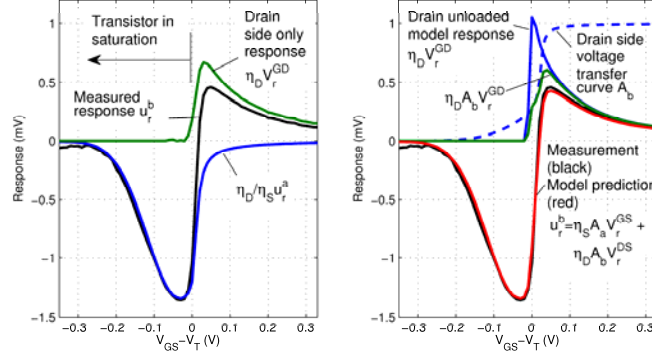 Transistor in
saturation
Drain
side only
response
η_D V_r^GD
Measured
response u_r^b
η_D/η_S u_r^a
Response (mV)
1
0.5
0
−0.5
−1
−1.5
−0.3 −0.2 −0.1 0 0.1 0.2 0.3
V_GS−V_T (V)
Drain unloaded
model response
η_D V_r^GD
Drain side
voltage
transfer
curve A_b
η_D A_b V_r^GD
Measurement
(black)
Model prediction
(red)
u_r^b=η_S A_a V_r^GS +
η_D A_b V_r^DS
Response (mV)
1
0.5
0
−0.5
−1
−1.5
−0.3 −0.2 −0.1 0 0.1 0.2 0.3
V_GS−V_T (V)